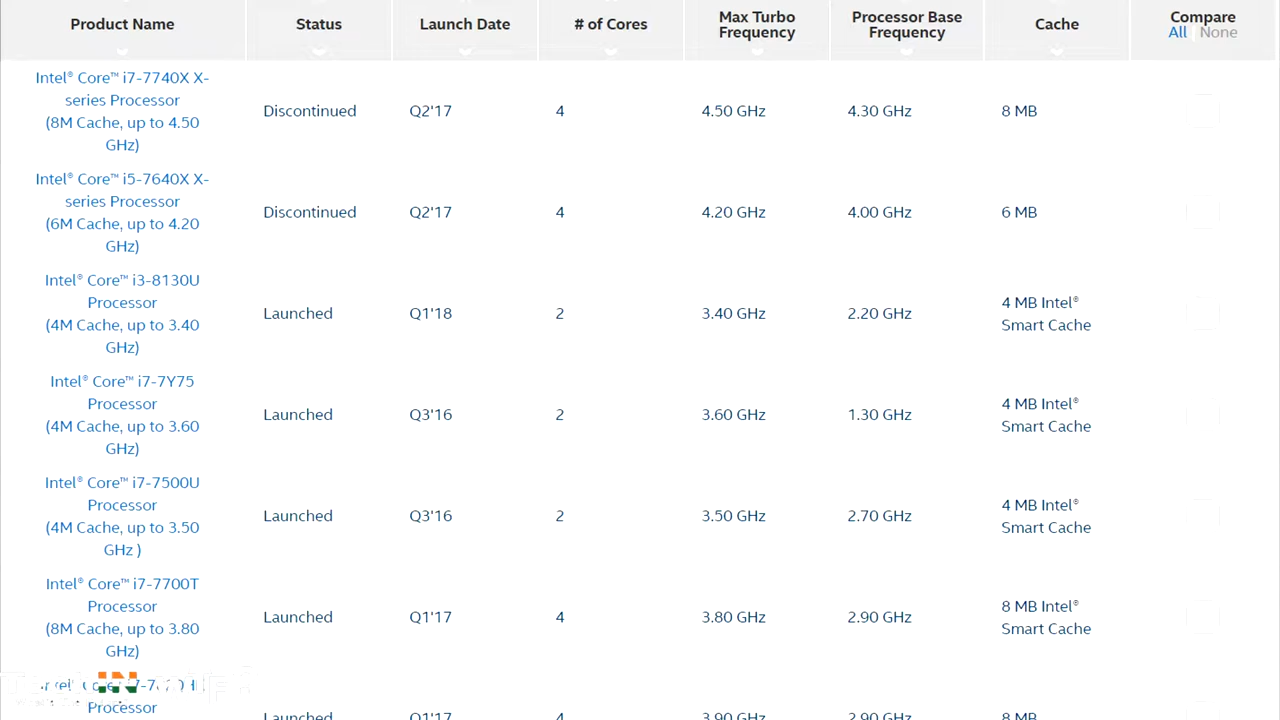 Product Name
Status
Launch Date
# of Cores
Max Turbo
Frequency
Processor Base
Frequency
Cache
Compare
All | None
Intel® Core™ i7-7740X X-
series Processor
(8M Cache, up to 4.50
GHz)
Discontinued
Q2'17
4
4.50 GHz
4.30 GHz
8 MB
Intel® Core™ i5-7640X X-
series Processor
(6M Cache, up to 4.20
GHz)
Discontinued
Q2'17
4
4.20 GHz
4.00 GHz
6 MB
Intel® Core™ i3-8130U
Processor
(4M Cache, up to 3.40
GHz)
Launched
Q1'18
2
3.40 GHz
2.20 GHz
4 MB Intel®
Smart Cache
Intel® Core™ i7-7Y75
Processor
(4M Cache, up to 3.60
GHz)
Launched
Q3'16
2
3.60 GHz
1.30 GHz
4 MB Intel®
Smart Cache
Intel® Core™ i7-7500U
Processor
(4M Cache, up to 3.50
GHz )
Launched
Q3'16
2
3.50 GHz
2.70 GHz
4 MB Intel®
Smart Cache
Intel® Core™ i7-7700T
Processor
(8M Cache, up to 3.80
GHz)
Launched
Q1'17
4
3.80 GHz
2.90 GHz
8 MB Intel®
Smart Cache
Intel® Core™
Processor
Launched
Q1'17
4
3.90 GHz
2.90 GHz
8 MB
IN